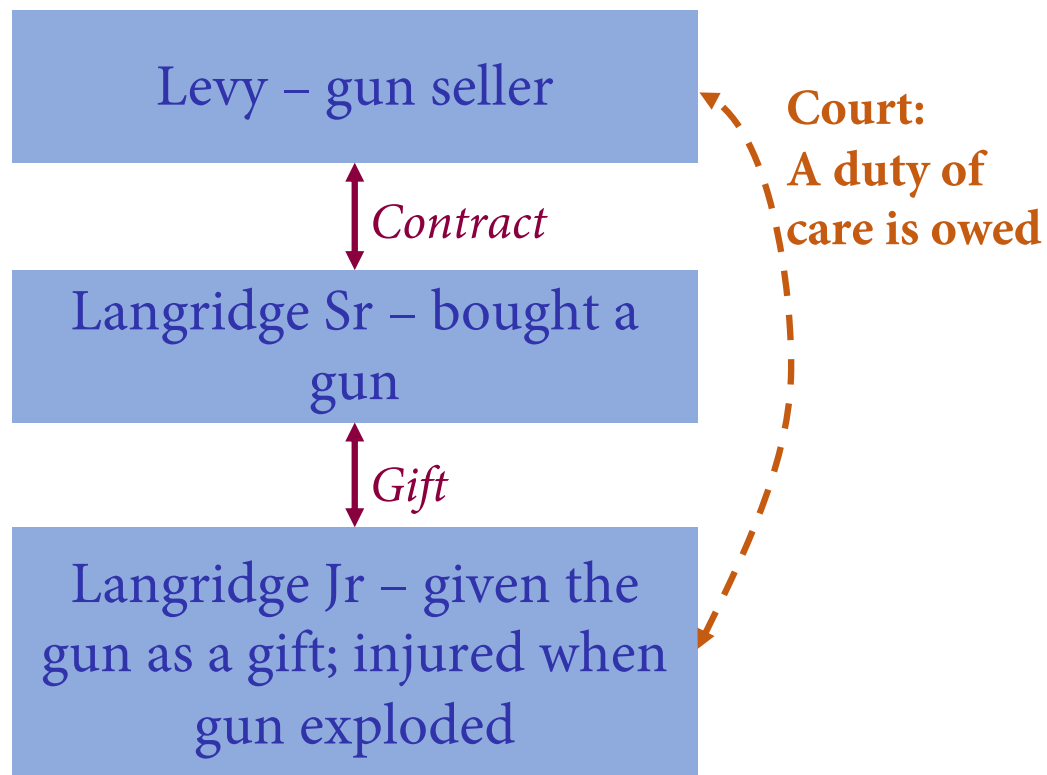 Levy – gun seller
Court:
A duty of
care is owed
Contract
Langridge Sr – bought a
gun
Gift
Langridge Jr – given the
gun as a gift; injured when
gun exploded